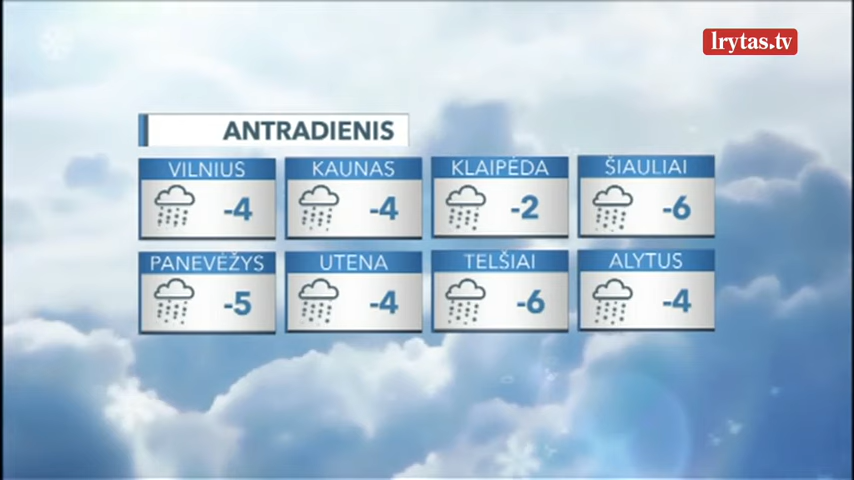 lrytas.tv
ANTRADIENIS
VILNIUS KAUNAS KLAIPĖDA ŠIAULIAI
-4 -4 -2 -6
PANEVĖŽYS UTENA TELŠIAI ALYTUS
-5 -4 -6 -4